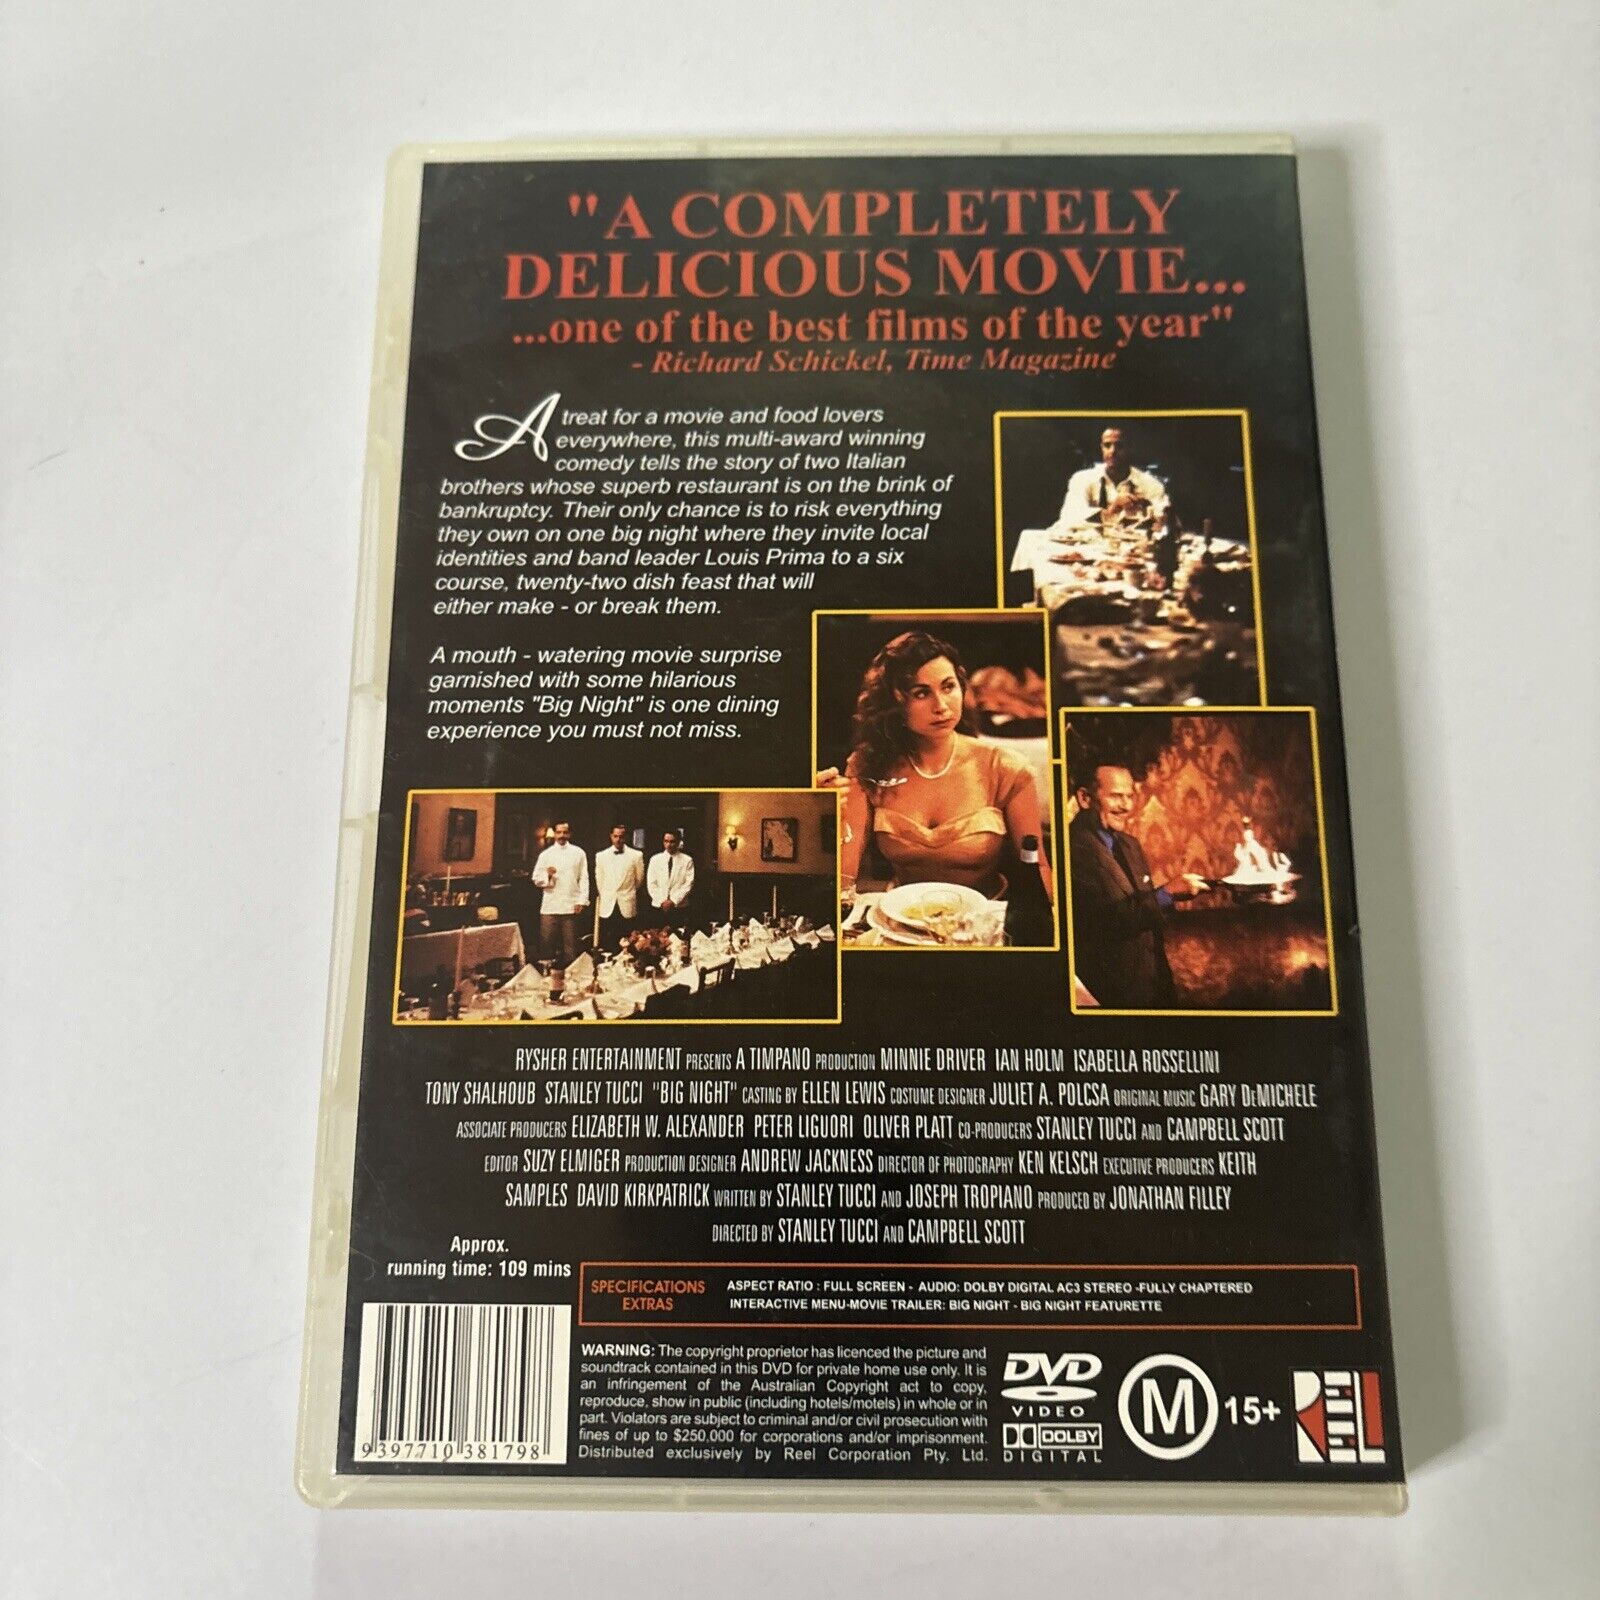 "A COMPLETELY
DELICIOUS MOVIE...
...one of the best films of the year"
- Richard Schickel, Time Magazine
A treat for a movie and food lovers
everywhere, this multi-award winning
comedy tells the story of two Italian
brothers whose superb restaurant is on the brink of
bankruptcy. Their only chance is to risk everything
they own on one big night where they invite local
identities and band leader Louis Prima to a six
course, twenty-two dish feast that will
either make - or break them.
A mouth - watering movie surprise
garnished with some hilarious
moments "Big Night" is one dining
experience you must not miss.
RYSHER ENTERTAINMENT PRESENTS A TIMPANO PRODUCTION MINNIE DRIVER IAN HOLM ISABELLA ROSSELLINI
TONY SHALHOUB STANLEY TUCCI "BIG NIGHT" CASTING BY ELLEN LEWIS COSTUME DESIGNER JULIET A. POLCSA ORIGINAL MUSIC GARY DeMICHELE
ASSOCIATE PRODUCERS ELIZABETH W. ALEXANDER PETER LIGUORI OLIVER PLATT CO-PRODUCERS STANLEY TUCCI AND CAMPBELL SCOTT
EDITOR SUZY ELMIGER PRODUCTION DESIGNER ANDREW JACKNESS DIRECTOR OF PHOTOGRAPHY KEN KELSCH EXECUTIVE PRODUCERS KEITH
SAMPLES DAVID KIRKPATRICK WRITTEN BY STANLEY TUCCI AND JOSEPH TROPIANO PRODUCED BY JONATHAN FILLEY
DIRECTED BY STANLEY TUCCI AND CAMPBELL SCOTT
Approx.
running time: 109 mins
SPECIFICATIONS ASPECT RATIO : FULL SCREEN - AUDIO: DOLBY DIGITAL AC3 STEREO -FULLY CHAPTERED
EXTRAS INTERACTIVE MENU-MOVIE TRAILER: BIG NIGHT - BIG NIGHT FEATURETTE
WARNING: The copyright proprietor has licenced the picture and
soundtrack contained in this DVD for private home use only. It is
an infringement of the Australian Copyright act to copy,
reproduce, show in public (including hotels/motels) in whole or in
part. Violators are subject to criminal and/or civil prosecution with
fines of up to $250.000 for corporations and/or imprisonment.
Distributed exclusively by Reel Corporation Pty. Ltd.
9397710381798
DVD
VIDEO
DOLBY
DIGITAL
M 15+
REEL